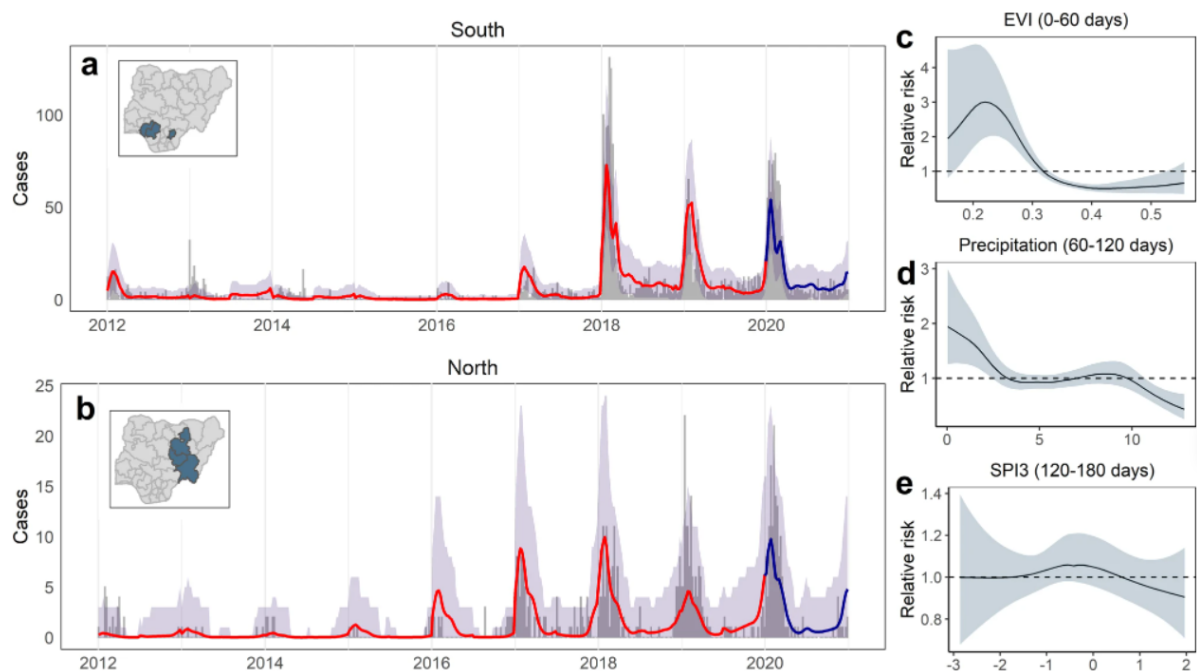 South
a
Cases
100
50
0
2012
2014
2016
2018
2020
North
b
Cases
25
20
15
10
5
0
2012
2014
2016
2018
2020
c
EVI (0-60 days)
Relative risk
4
3
2
1
0.2
0.3
0.4
0.5
d
Precipitation (60-120 days)
Relative risk
3
2
1
0
5
10
e
SPI3 (120-180 days)
Relative risk
1.4
1.2
1.0
0.8
-3
-2
-1
0
1
2